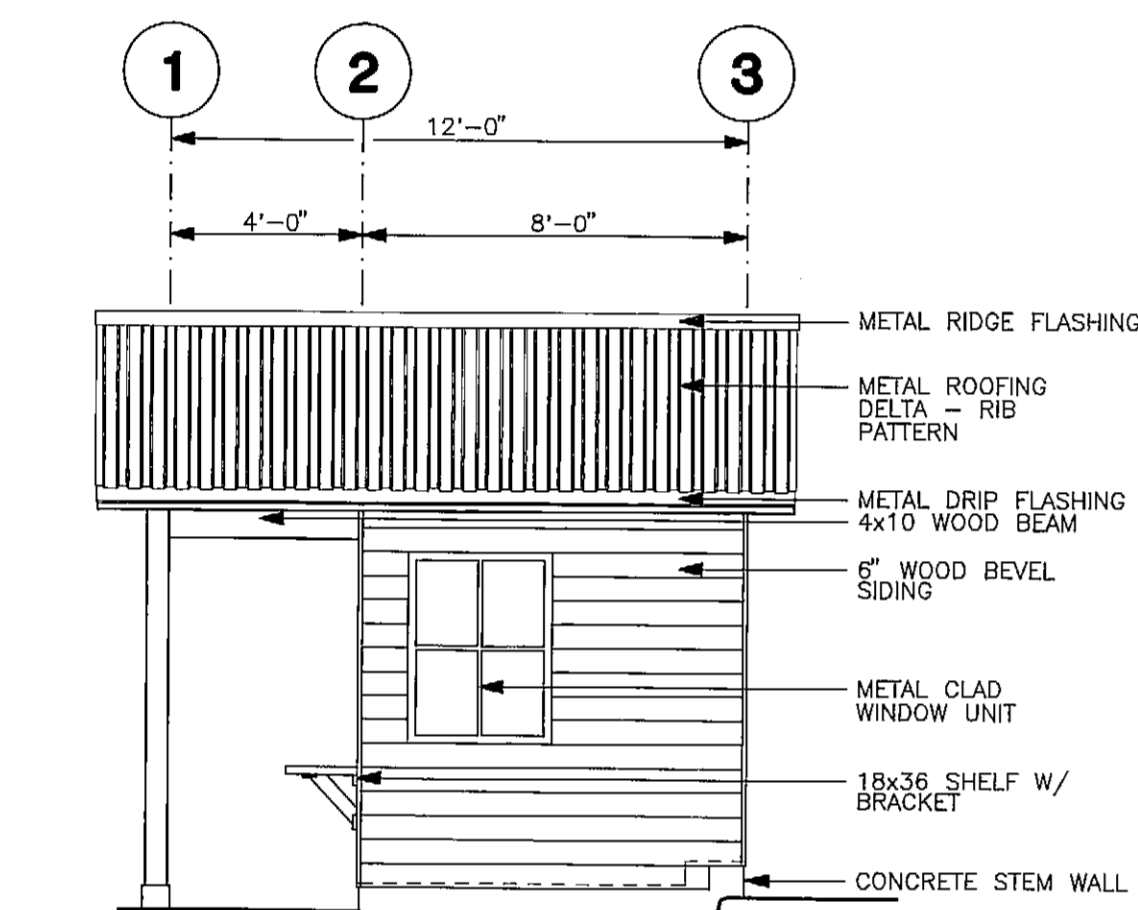 1 2 3
12'-0"
4'-0" 8'-0"
METAL RIDGE FLASHING
METAL ROOFING
DELTA - RIB
PATTERN
METAL DRIP FLASHING
4x10 WOOD BEAM
6" WOOD BEVEL
SIDING
METAL CLAD
WINDOW UNIT
18x36 SHELF W/
BRACKET
CONCRETE STEM WALL